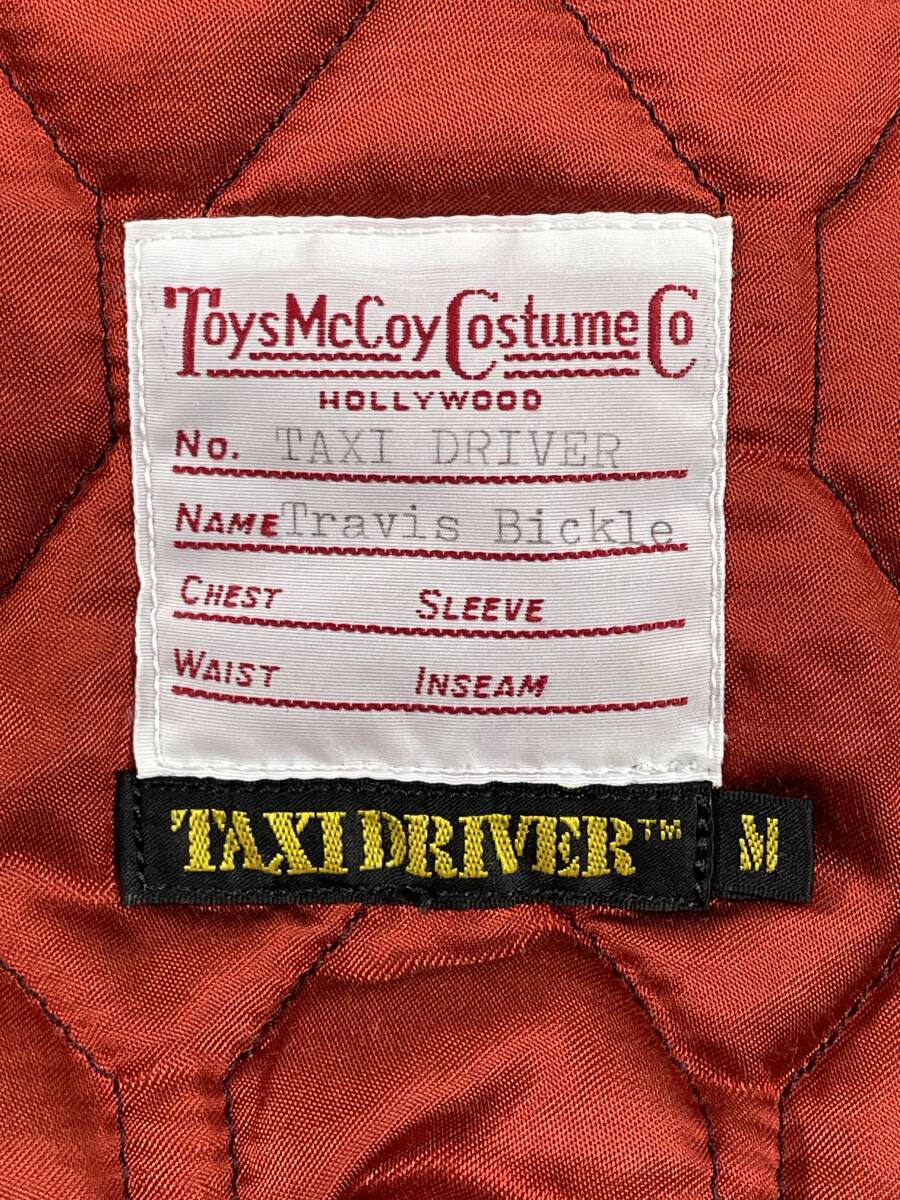 ToysMcCoy Costume Co
HOLLYWOOD
No. TAXI DRIVER
NAME Travis Bickle
CHEST SLEEVE
WAIST INSEAM
TAXI DRIVER™ M